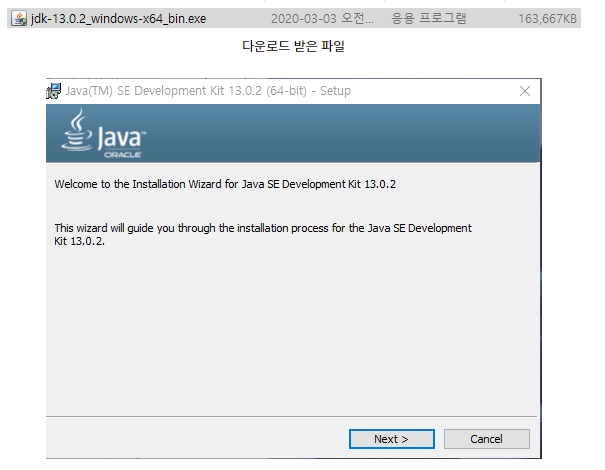 jdk-13.0.2_windows-x64_bin.exe 2020-03-03 오전... 응용 프로그램 163,667KB
다운로드 받은 파일
Java(TM) SE Development Kit 13.0.2 (64-bit) - Setup
Java™
ORACLE
Welcome to the Installation Wizard for Java SE Development Kit 13.0.2
This wizard will guide you through the installation process for the Java SE Development
Kit 13.0.2.
Next > Cancel